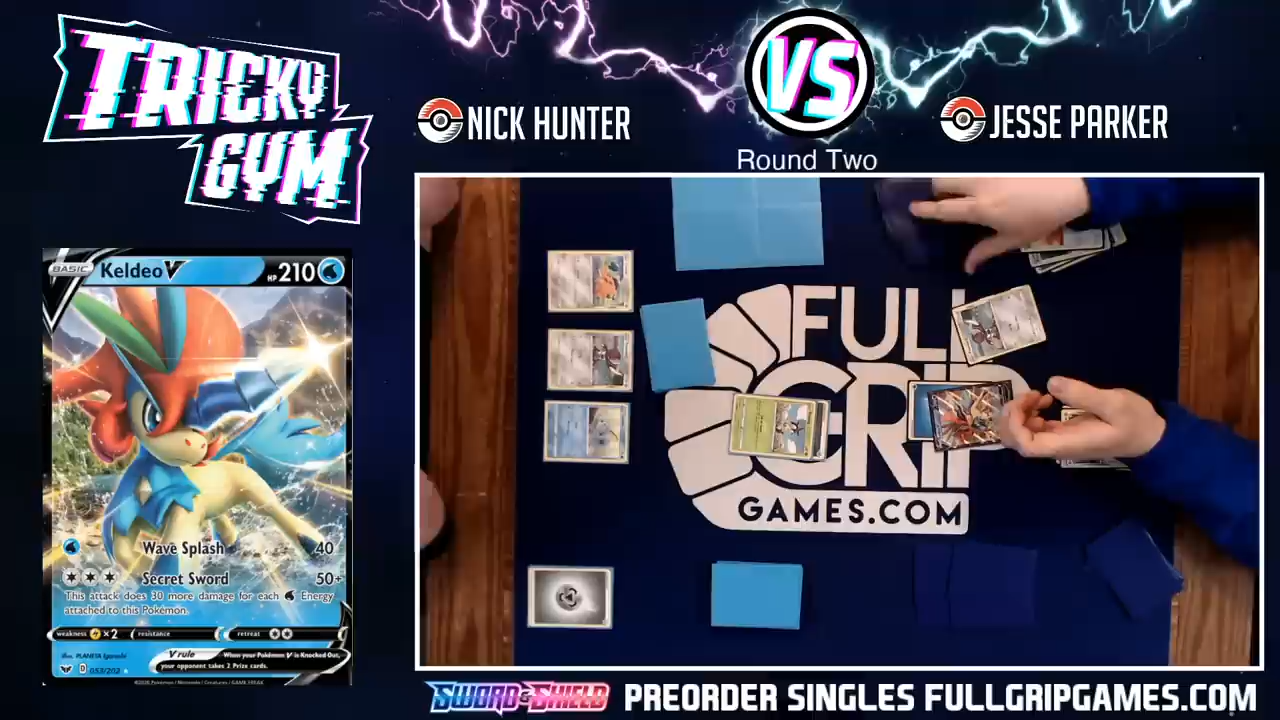 TRICKY
GYM
NICK HUNTER
VS
JESSE PARKER
Round Two
BASIC
Keldeo V
HP 210
Wave Splash 40
Secret Sword 50+
This attack does 30 more damage for each Energy
attached to this Pokémon.
weakness ×2 resistance retreat
V rule
When your Pokémon V is Knocked Out,
your opponent takes 2 Prize cards.
D 053/202
FULL
GRIP
GAMES.COM
SWORD SHIELD PREORDER SINGLES FULLGRIPGAMES.COM